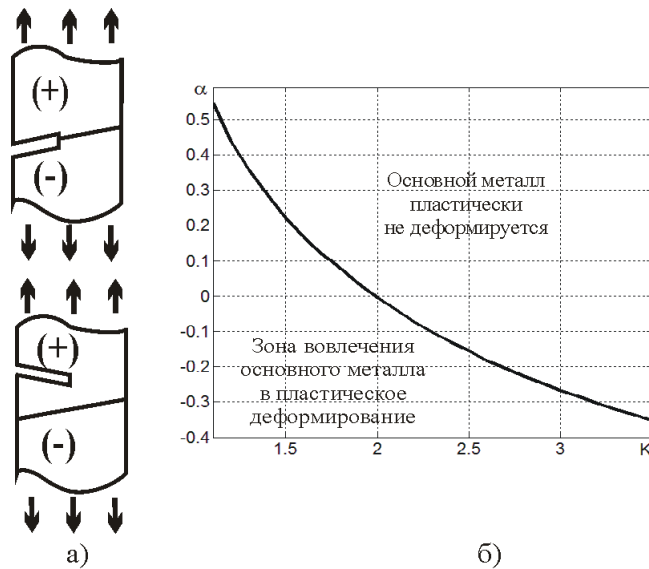 (+)
(-)
(+)
(-)
а)
α
0.5
0.4
0.3
0.2
0.1
0
-0.1
-0.2
-0.3
-0.4
1.5
2
2.5
3
К
Основной металл
пластически
не деформируется
Зона вовлечения
основного металла
в пластическое
деформирование
б)